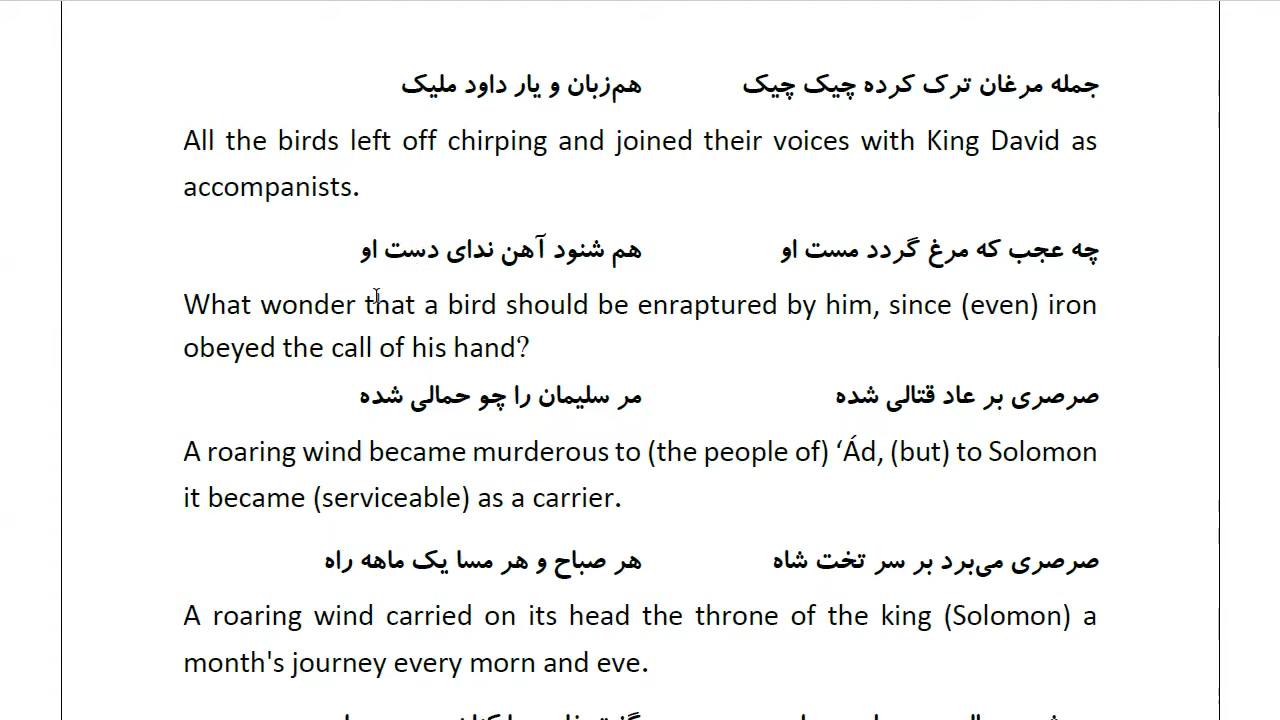 جمله مرغان ترک کرده چیک چیک هم‌زبان و یار داود ملیک
All the birds left off chirping and joined their voices with King David as
accompanists.
چه عجب که مرغ گردد مست او هم شنود آهن ندای دست او
What wonder that a bird should be enraptured by him, since (even) iron
obeyed the call of his hand?
صرصری بر عاد قتالی شده مر سلیمان را چو حمالی شده
A roaring wind became murderous to (the people of) ‘Ád, (but) to Solomon
it became (serviceable) as a carrier.
صرصری می‌برد بر سر تخت شاه هر صباح و هر مسا یک ماهه راه
A roaring wind carried on its head the throne of the king (Solomon) a
month's journey every morn and eve.